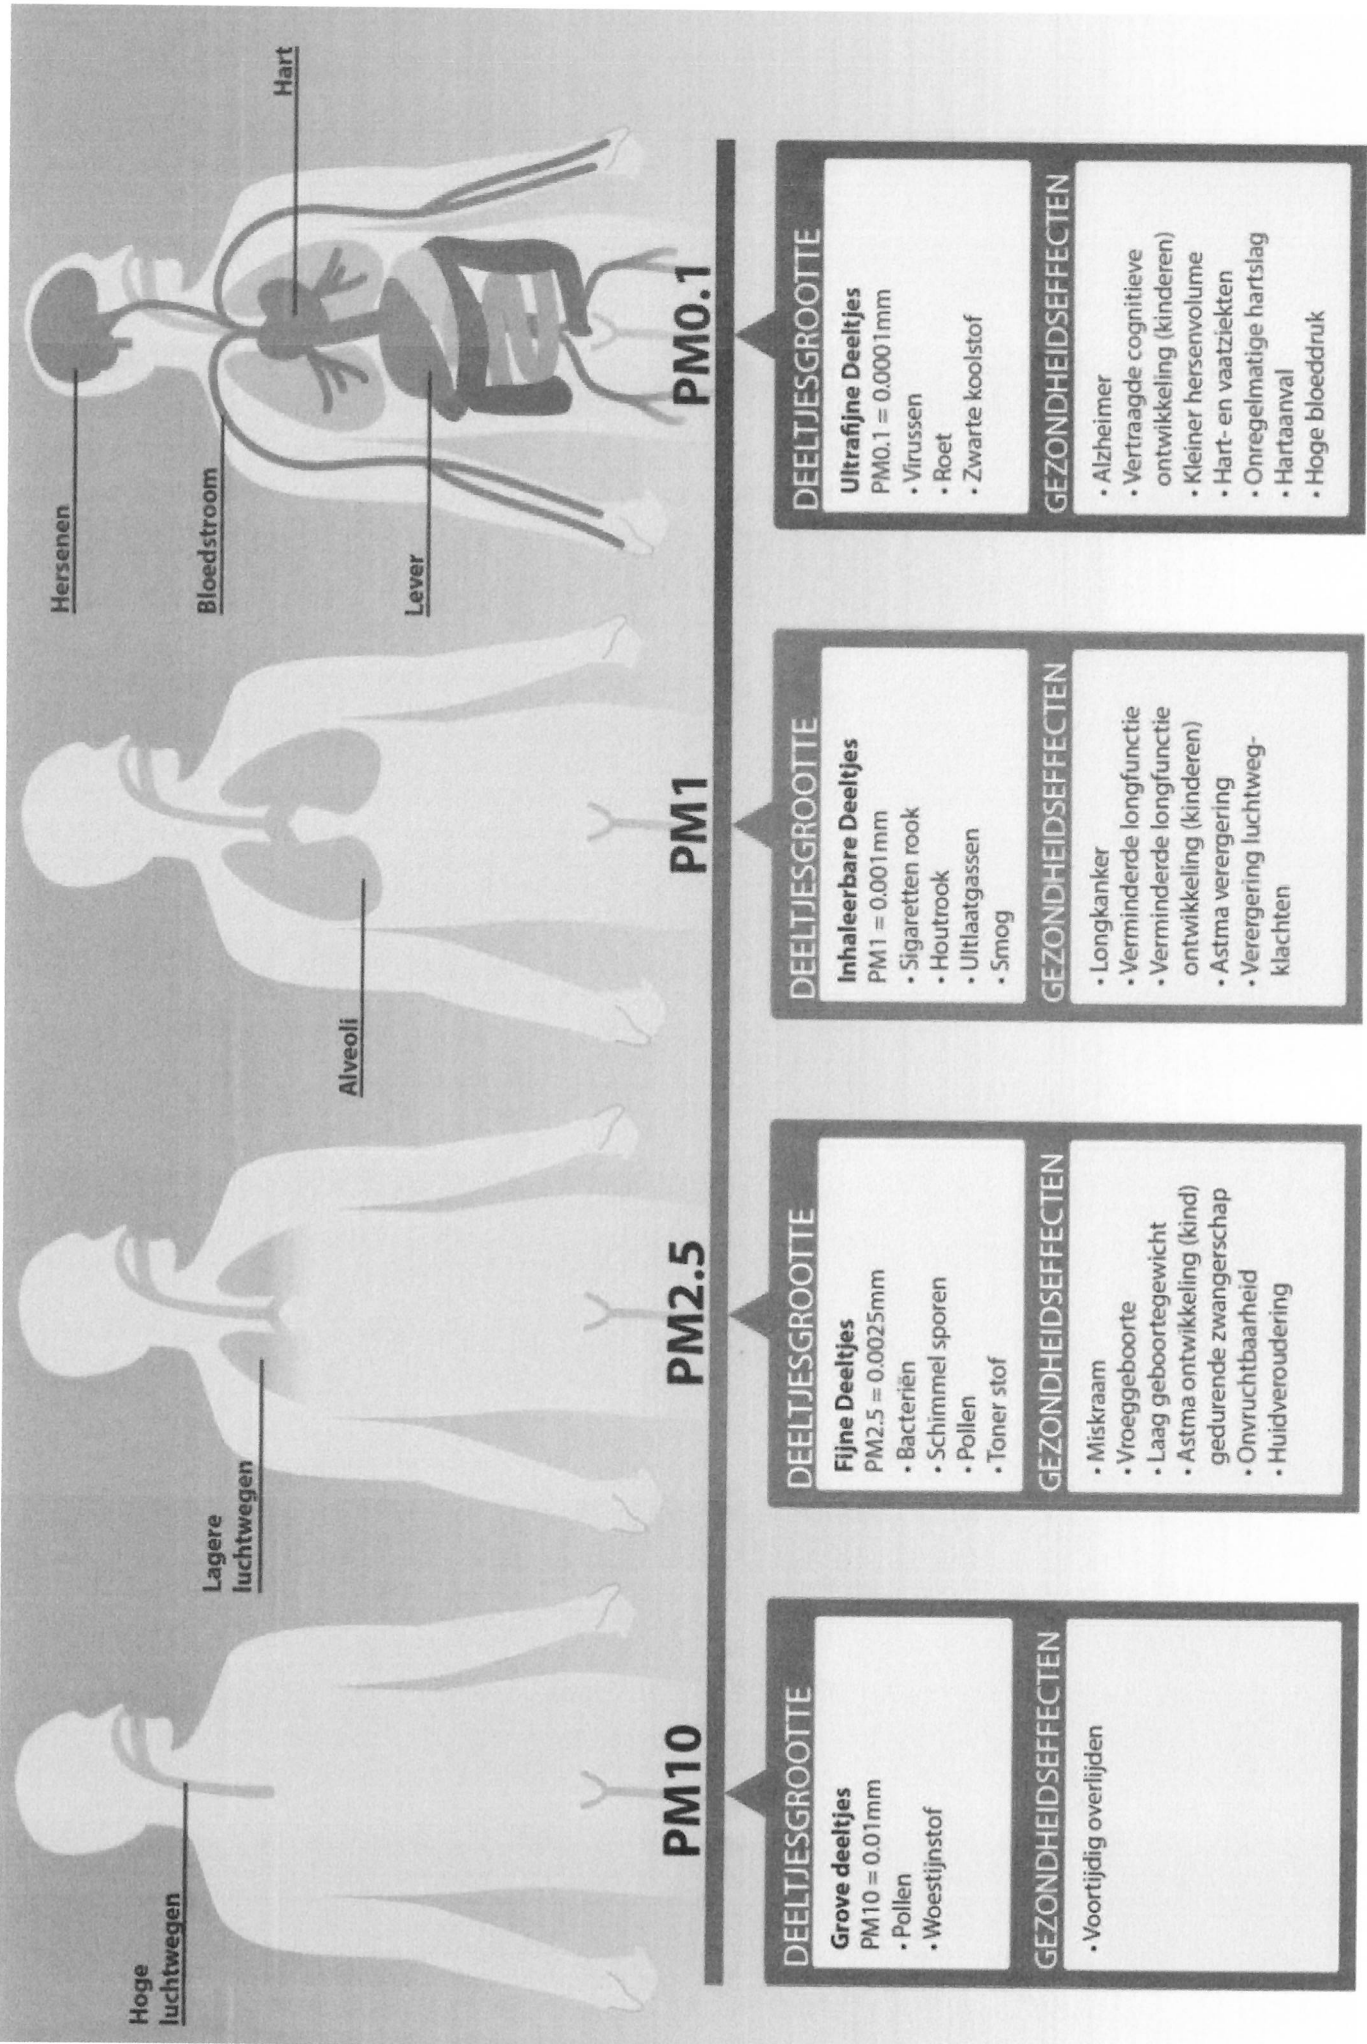 Hoge
luchtwegen
Lagere
luchtwegen
Alveoli
Hersenen
Bloedstroom
Lever
Hart
PM10
PM2.5
PM1
PM0.1
DEELTJESGROOTTE
Grove deeltjes
PM10 = 0.01mm
• Pollen
• Woestijnstof
GEZONDHEIDSEFFECTEN
• Voortijdig overlijden
DEELTJESGROOTTE
Fijne Deeltjes
PM2.5 = 0.0025mm
• Bacteriën
• Schimmel sporen
• Pollen
• Toner stof
GEZONDHEIDSEFFECTEN
• Miskraam
• Vroeggeboorte
• Laag geboortegewicht
• Astma ontwikkeling (kind)
gedurende zwangerschap
• Onvruchtbaarheid
• Huidveroudering
DEELTJESGROOTTE
Inhaleerbare Deeltjes
PM1 = 0.001mm
• Sigaretten rook
• Houtrook
• Uitlaatgassen
• Smog
GEZONDHEIDSEFFECTEN
• Longkanker
• Verminderde longfunctie
• Verminderde longfunctie
ontwikkeling (kinderen)
• Astma verergering
• Verergering luchtweg-
klachten
DEELTJESGROOTTE
Ultrafijne Deeltjes
PM0.1 = 0.0001mm
• Virussen
• Roet
• Zwarte koolstof
GEZONDHEIDSEFFECTEN
• Alzheimer
• Vertraagde cognitieve
ontwikkeling (kinderen)
• Kleiner hersenvolume
• Hart- en vaatziekten
• Onregelmatige hartslag
• Hartaanval
• Hoge bloeddruk